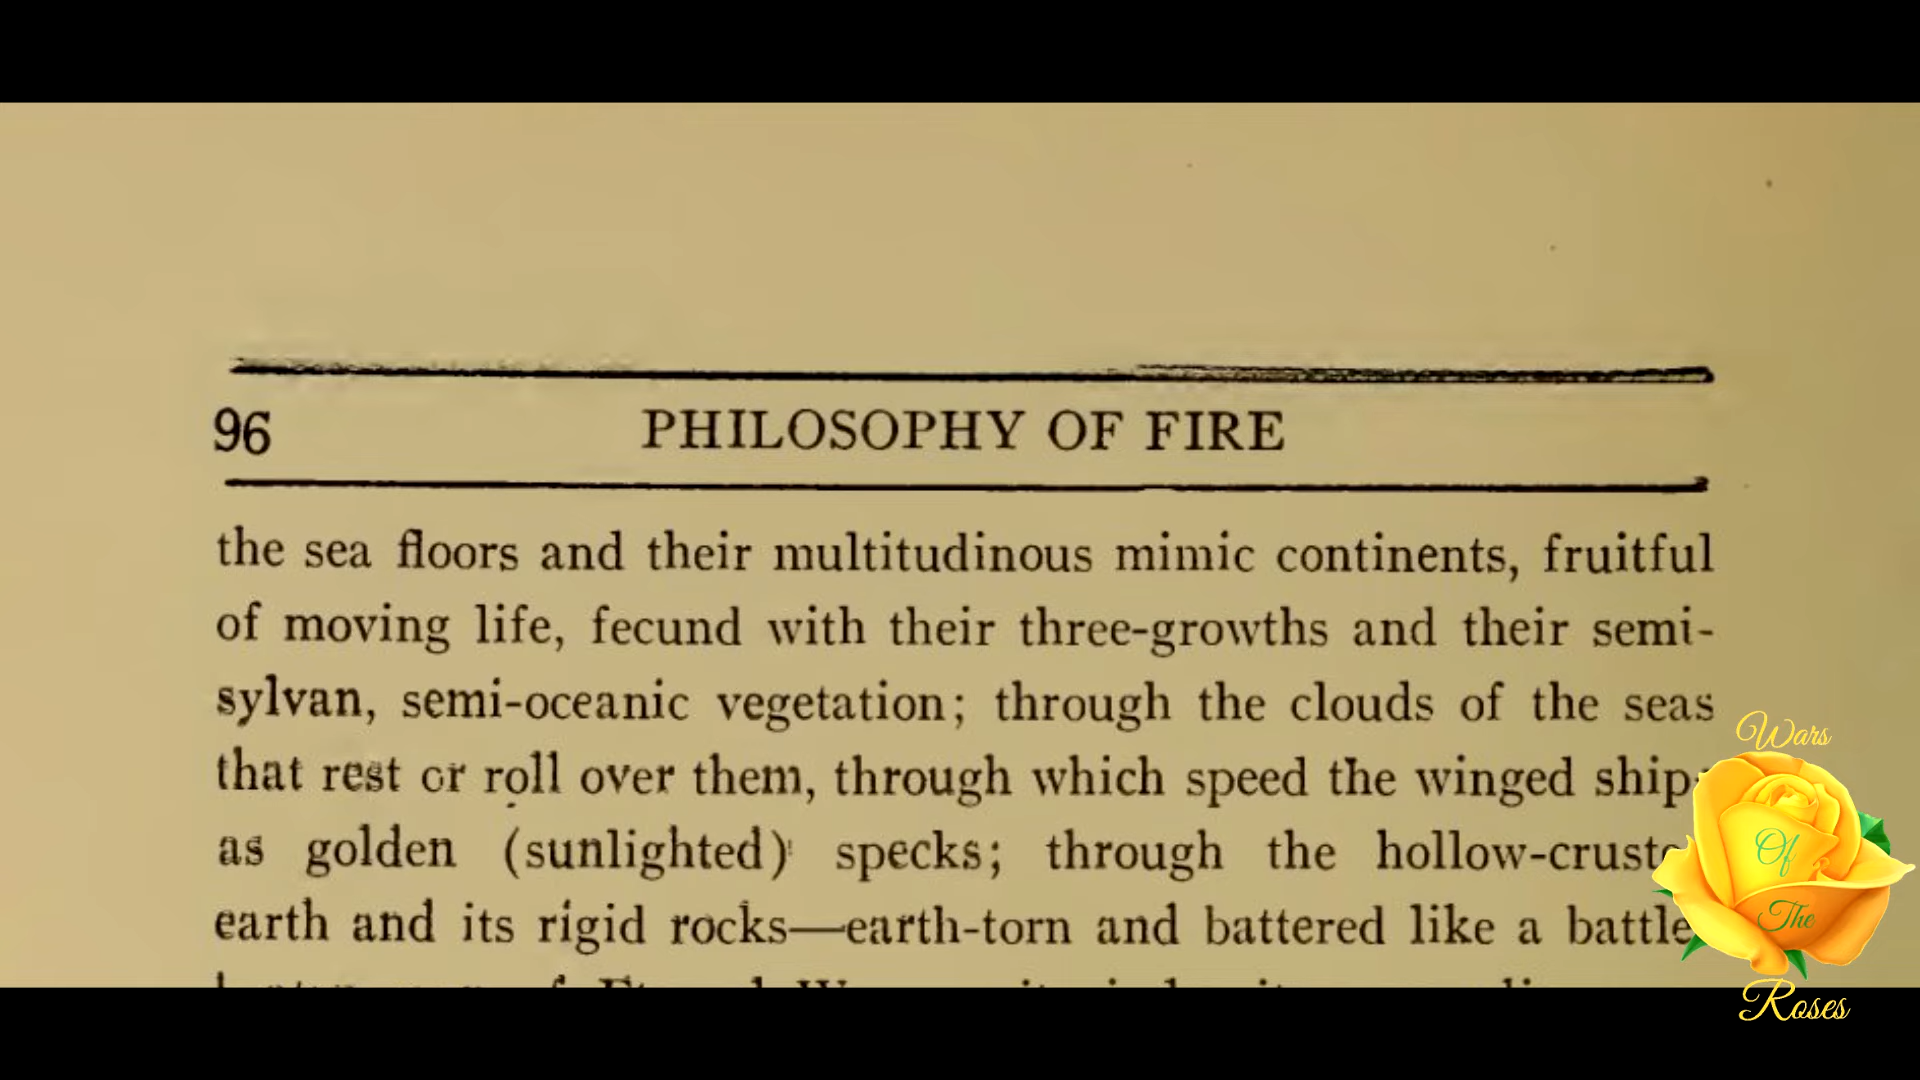 96 PHILOSOPHY OF FIRE
the sea floors and their multitudinous mimic continents, fruitful
of moving life, fecund with their three-growths and their semi-
sylvan, semi-oceanic vegetation; through the clouds of the seas
that rest or roll over them, through which speed the winged
as golden (sunlighted) specks; through the
earth and its rigid rocks—earth-torn and battered like a
Wars
Of
The
Roses